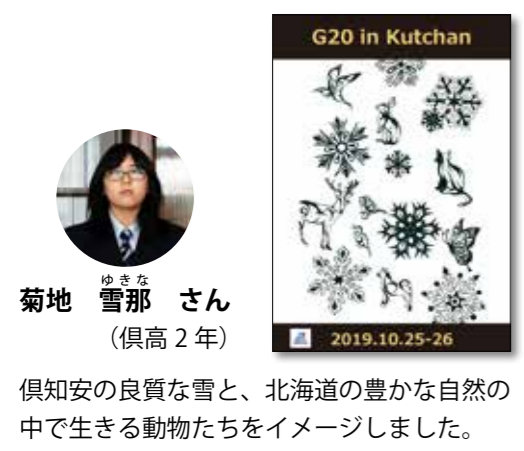 G20 in Kutchan
2019.10.25-26
ゆきな
菊地 雪那 さん
（倶高 2 年）
倶知安の良質な雪と、北海道の豊かな自然の
中で生きる動物たちをイメージしました。